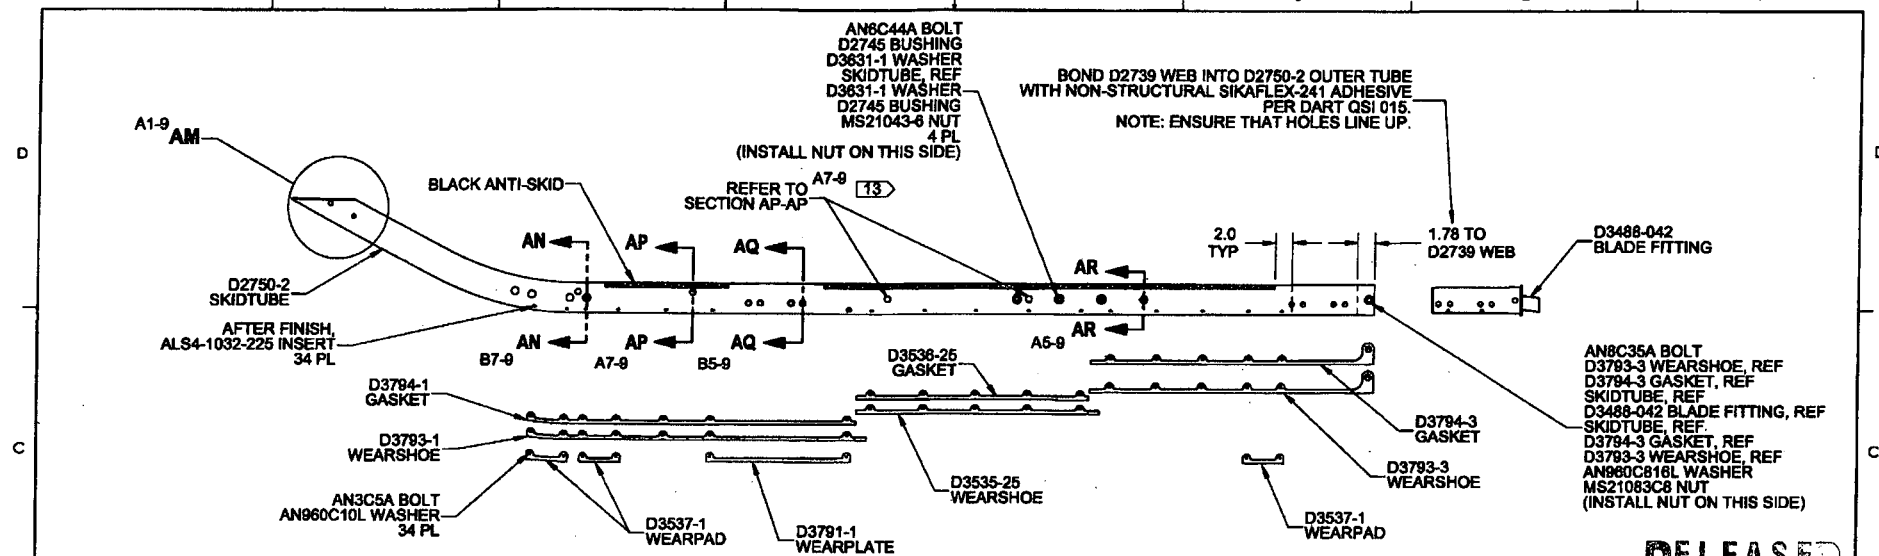 AN6C44A BOLT
D2745 BUSHING
D3631-1 WASHER
SKIDTUBE, REF
D3631-1 WASHER
D2745 BUSHING
MS21043-6 NUT
4 PL
(INSTALL NUT ON THIS SIDE)
BOND D2739 WEB INTO D2750-2 OUTER TUBE
WITH NON-STRUCTURAL SIKAFLEX-241 ADHESIVE
PER DART QSI 015.
NOTE: ENSURE THAT HOLES LINE UP.
A1-9
AM
D
D
BLACK ANTI-SKID
REFER TO
SECTION AP-AP
A7-9
13
AN
AP
AQ
AR
2.0
TYP
1.78 TO
D2739 WEB
D3488-042
BLADE FITTING
D2750-2
SKIDTUBE
AFTER FINISH,
ALS4-1032-225 INSERT
34 PL
AN
AP
AQ
AR
B7-9
A7-9
B5-9
A5-9
D3536-25
GASKET
D3794-1
GASKET
D3793-1
WEARSHOE
AN3C5A BOLT
AN960C10L WASHER
34 PL
D3537-1
WEARPAD
D3791-1
WEARPLATE
D3535-25
WEARSHOE
D3794-3
GASKET
D3793-3
WEARSHOE
D3537-1
WEARPAD
AN8C35A BOLT
D3793-3 WEARSHOE, REF
D3794-3 GASKET, REF
SKIDTUBE, REF
D3488-042 BLADE FITTING, REF
SKIDTUBE, REF.
D3794-3 GASKET, REF
D3793-3 WEARSHOE, REF
AN960C816L WASHER
MS21083C8 NUT
(INSTALL NUT ON THIS SIDE)
C
C
RELEASED